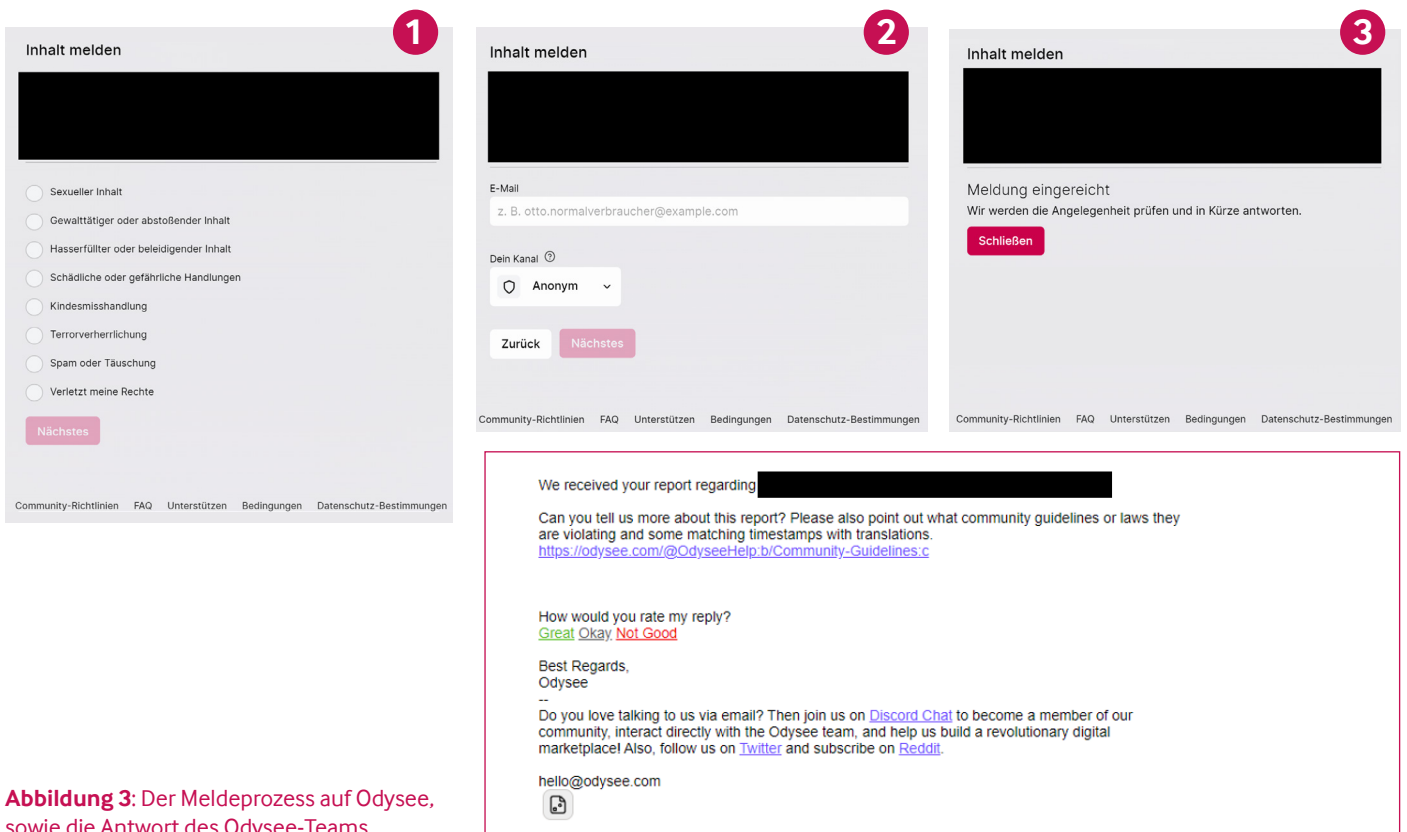 1
Inhalt melden
Sexueller Inhalt
Gewalttätiger oder abstoßender Inhalt
Hasserfüllter oder beleidigender Inhalt
Schädliche oder gefährliche Handlungen
Kindesmisshandlung
Terrorverherrlichung
Spam oder Täuschung
Verletzt meine Rechte
Nächstes
Community-Richtlinien FAQ Unterstützen Bedingungen Datenschutz-Bestimmungen
2
Inhalt melden
E-Mail
z. B. otto.normalverbraucher@example.com
Dein Kanal ?
Anonym
Zurück Nächstes
Community-Richtlinien FAQ Unterstützen Bedingungen Datenschutz-Bestimmungen
3
Inhalt melden
Meldung eingereicht
Wir werden die Angelegenheit prüfen und in Kürze antworten.
Schließen
Community-Richtlinien FAQ Unterstützen Bedingungen Datenschutz-Bestimmungen
We received your report regarding
Can you tell us more about this report? Please also point out what community guidelines or laws they
are violating and some matching timestamps with translations.
https://odysee.com/@OdyseeHelp:b/Community-Guidelines:c
How would you rate my reply?
Great Okay Not Good
Best Regards,
Odysee
--
Do you love talking to us via email? Then join us on Discord Chat to become a member of our
community, interact directly with the Odysee team, and help us build a revolutionary digital
marketplace! Also, follow us on Twitter and subscribe on Reddit.
hello@odysee.com
Abbildung 3: Der Meldeprozess auf Odysee,
sowie die Antwort des Odysee-Teams